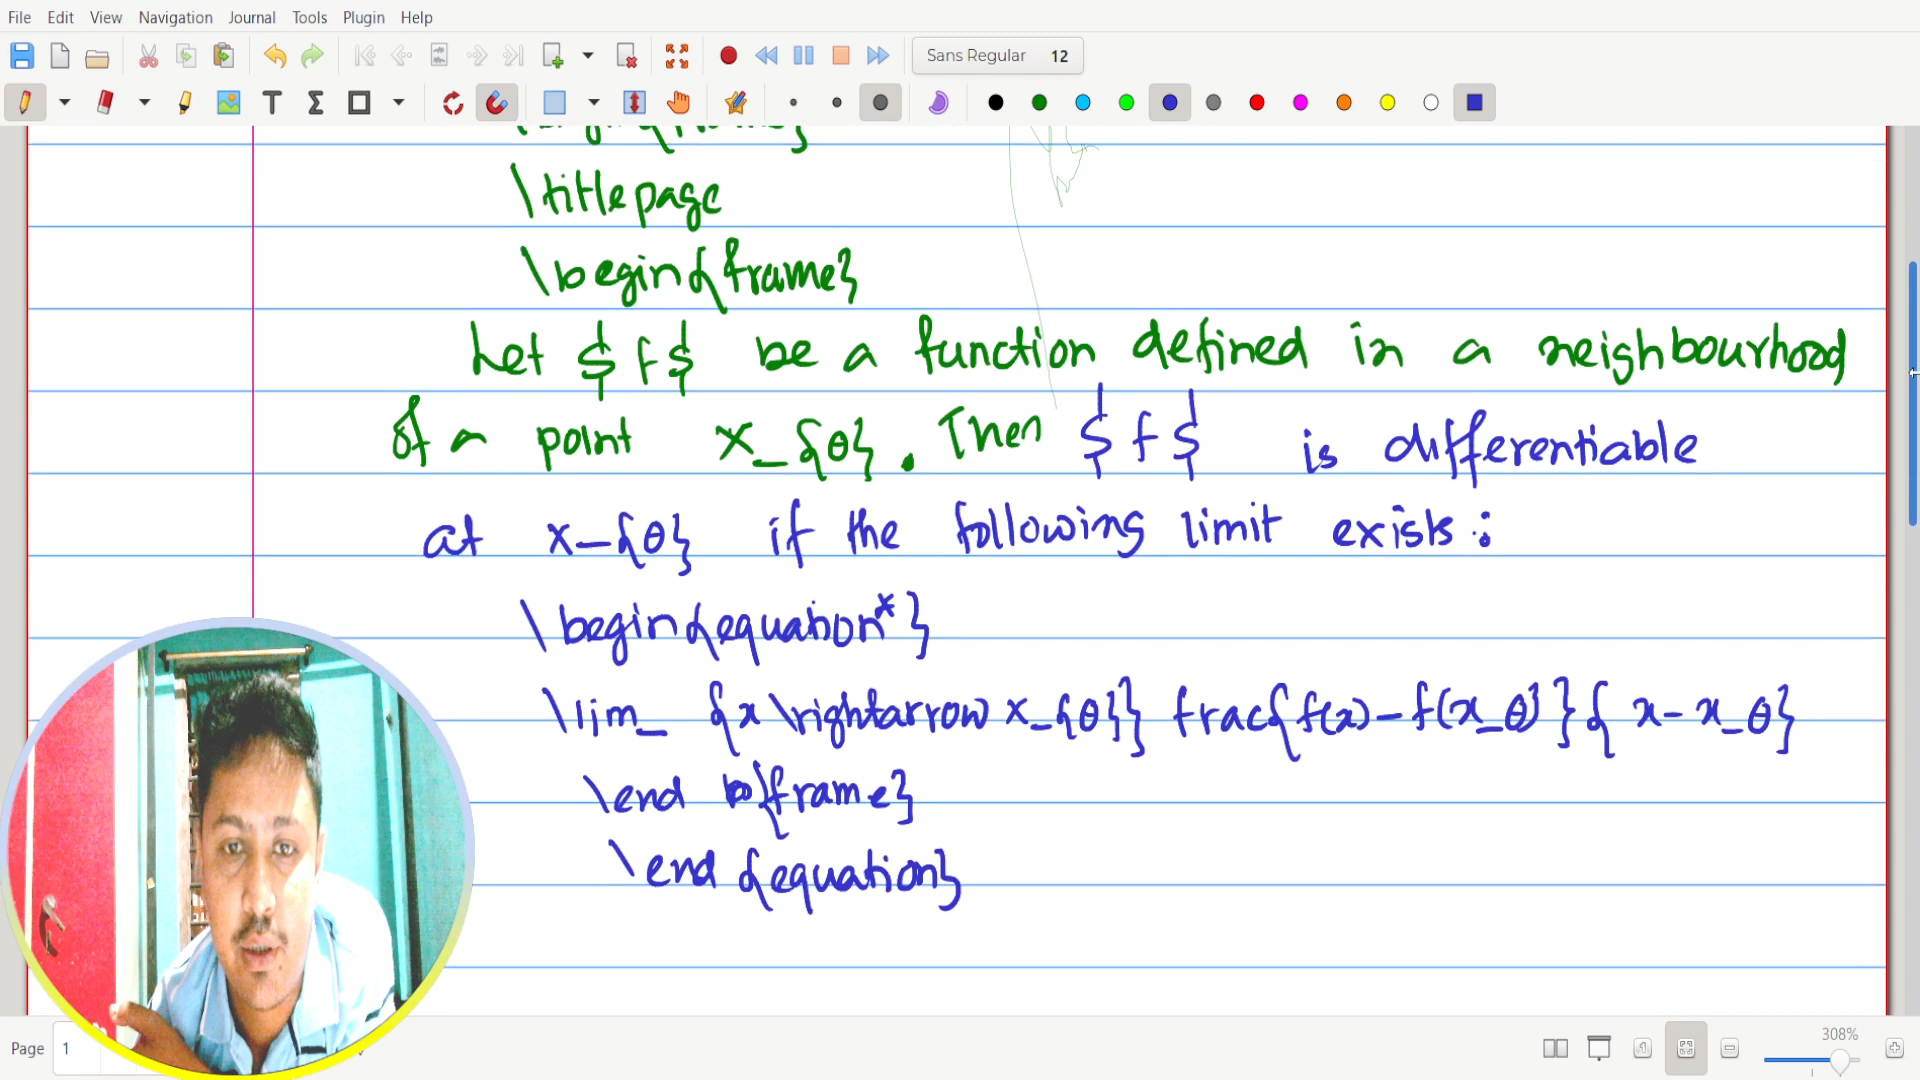 File Edit View Navigation Journal Tools Plugin Help
Sans Regular 12
\titlepage
\begin{frame}
Let $f$ be a function defined in a neighbourhood
of a point x_{0}. Then $f$ is differentiable
at x_{0} if the following limit exists:
\begin{equation*}
\lim_ {x \rightarrow x_{0}} frac{f(x)-f(x_0)}{x-x_0}
\end {frame}
\end {equation}
Page 1
308%